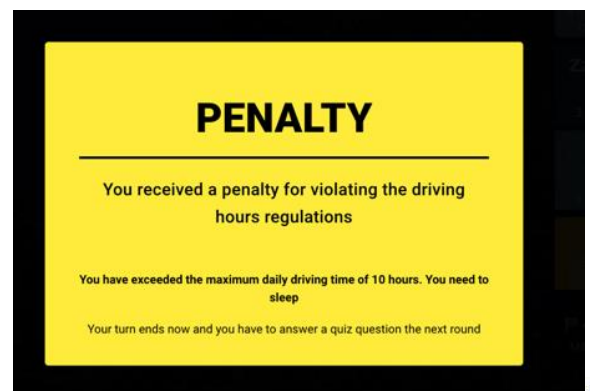 PENALTY
You received a penalty for violating the driving
hours regulations
You have exceeded the maximum daily driving time of 10 hours. You need to
sleep
Your turn ends now and you have to answer a quiz question the next round